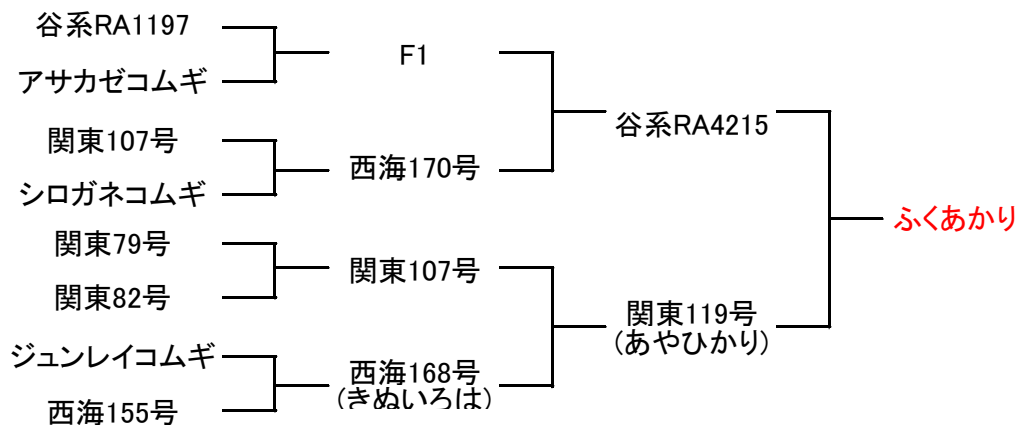 谷系RA1197
アサカゼコムギ
関東107号
シロガネコムギ
関東79号
関東82号
ジュンレイコムギ
西海155号
F1
西海170号
関東107号
西海168号
(きぬいろは)
谷系RA4215
関東119号
(あやひかり)
ふくあかり